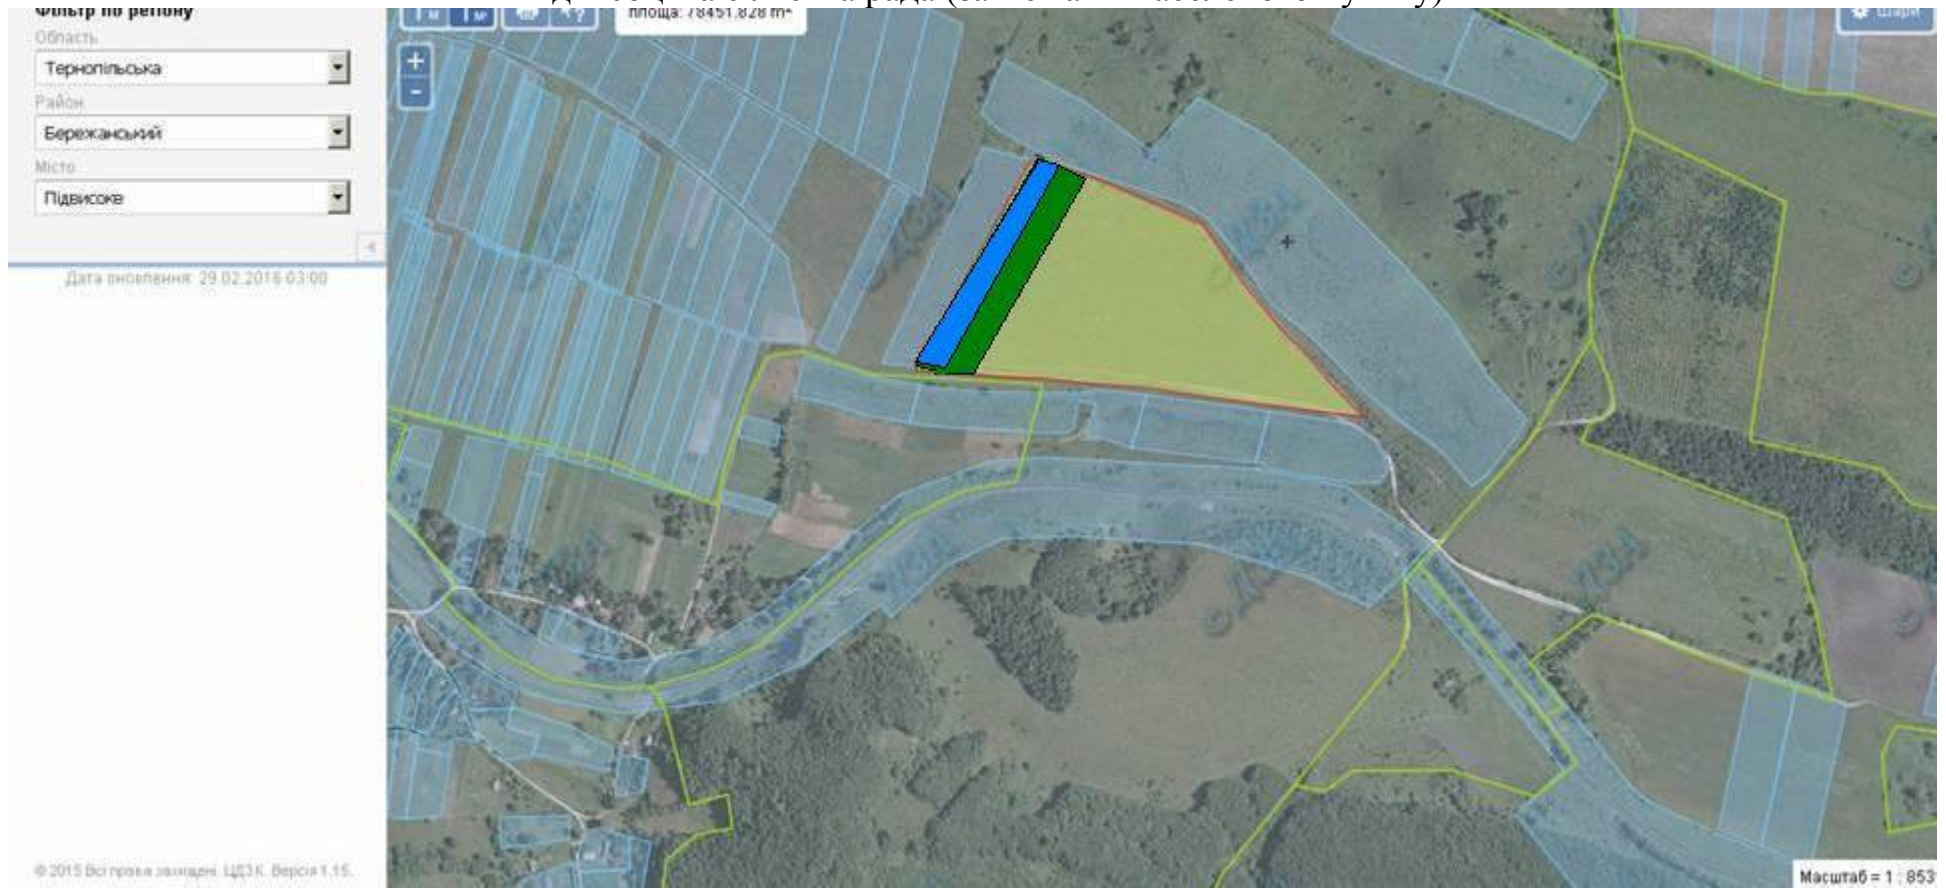 Фільтр по регіону
площа: 78451.828 m²
Шари
Область
Тернопільська
Район
Бережанський
Місто
Підвисоке
Дата оновлення: 29.02.2016 03:00
© 2015 Всі права захищені. ЦДЗК. Версія 1.15.
Масштаб = 1 : 853